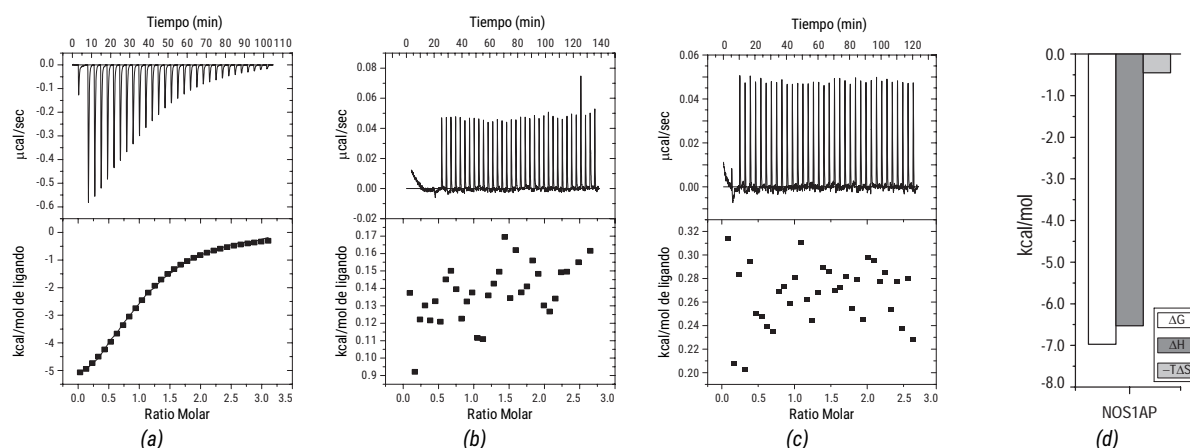 Tiempo (min)
0 10 20 30 40 50 60 70 80 90 100 110
0.0
-0.1
-0.2
-0.3
-0.4
-0.5
-0.6
µcal/sec
0
-1
-2
-3
-4
-5
kcal/mol de ligando
0.0 0.5 1.0 1.5 2.0 2.5 3.0 3.5
Ratio Molar
(a)
Tiempo (min)
0 20 40 60 80 100 120 140
0.08
0.06
0.04
0.02
0.00
-0.02
µcal/sec
0.17
0.16
0.15
0.14
0.13
0.12
0.11
0.1
0.9
kcal/mol de ligando
0.0 0.5 1.0 1.5 2.0 2.5 3.0
Ratio Molar
(b)
Tiempo (min)
0 20 40 60 80 100 120
0.06
0.04
0.02
0.00
µcal/sec
0.32
0.30
0.28
0.26
0.24
0.22
0.20
kcal/mol de ligando
0.0 0.5 1.0 1.5 2.0 2.5 3.0
Ratio Molar
(c)
0.0
-1.0
-2.0
-3.0
-4.0
-5.0
-6.0
-7.0
-8.0
kcal/mol
ΔG
ΔH
−TΔS
NOS1AP
(d)